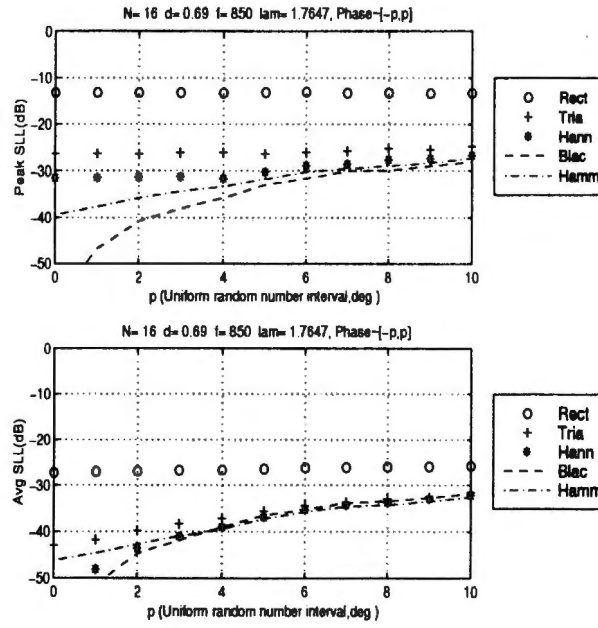 N= 16 d= 0.69 f= 850 lam= 1.7647, Phase~[-p,p]
0
-10
-20
-30
-40
-50
Peak SLL(dB)
0 2 4 6 8 10
p (Uniform random number interval,deg )
Rect
Tria
Hann
Blac
Hamm
N= 16 d= 0.69 f= 850 lam= 1.7647, Phase~[-p,p]
0
-10
-20
-30
-40
-50
Avg SLL(dB)
0 2 4 6 8 10
p (Uniform random number interval,deg )
Rect
Tria
Hann
Blac
Hamm